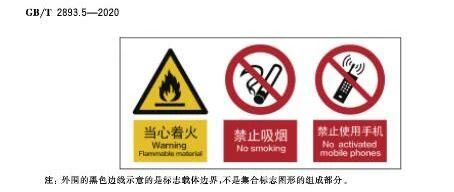 GB/T 2893.5—2020
当心着火
Warning
Flammable material
禁止吸烟
No smoking
禁止使用手机
No activated
mobile phones
注：外围的黑色边线示意的是标志载体边界，不是集合标志图形的组成部分。